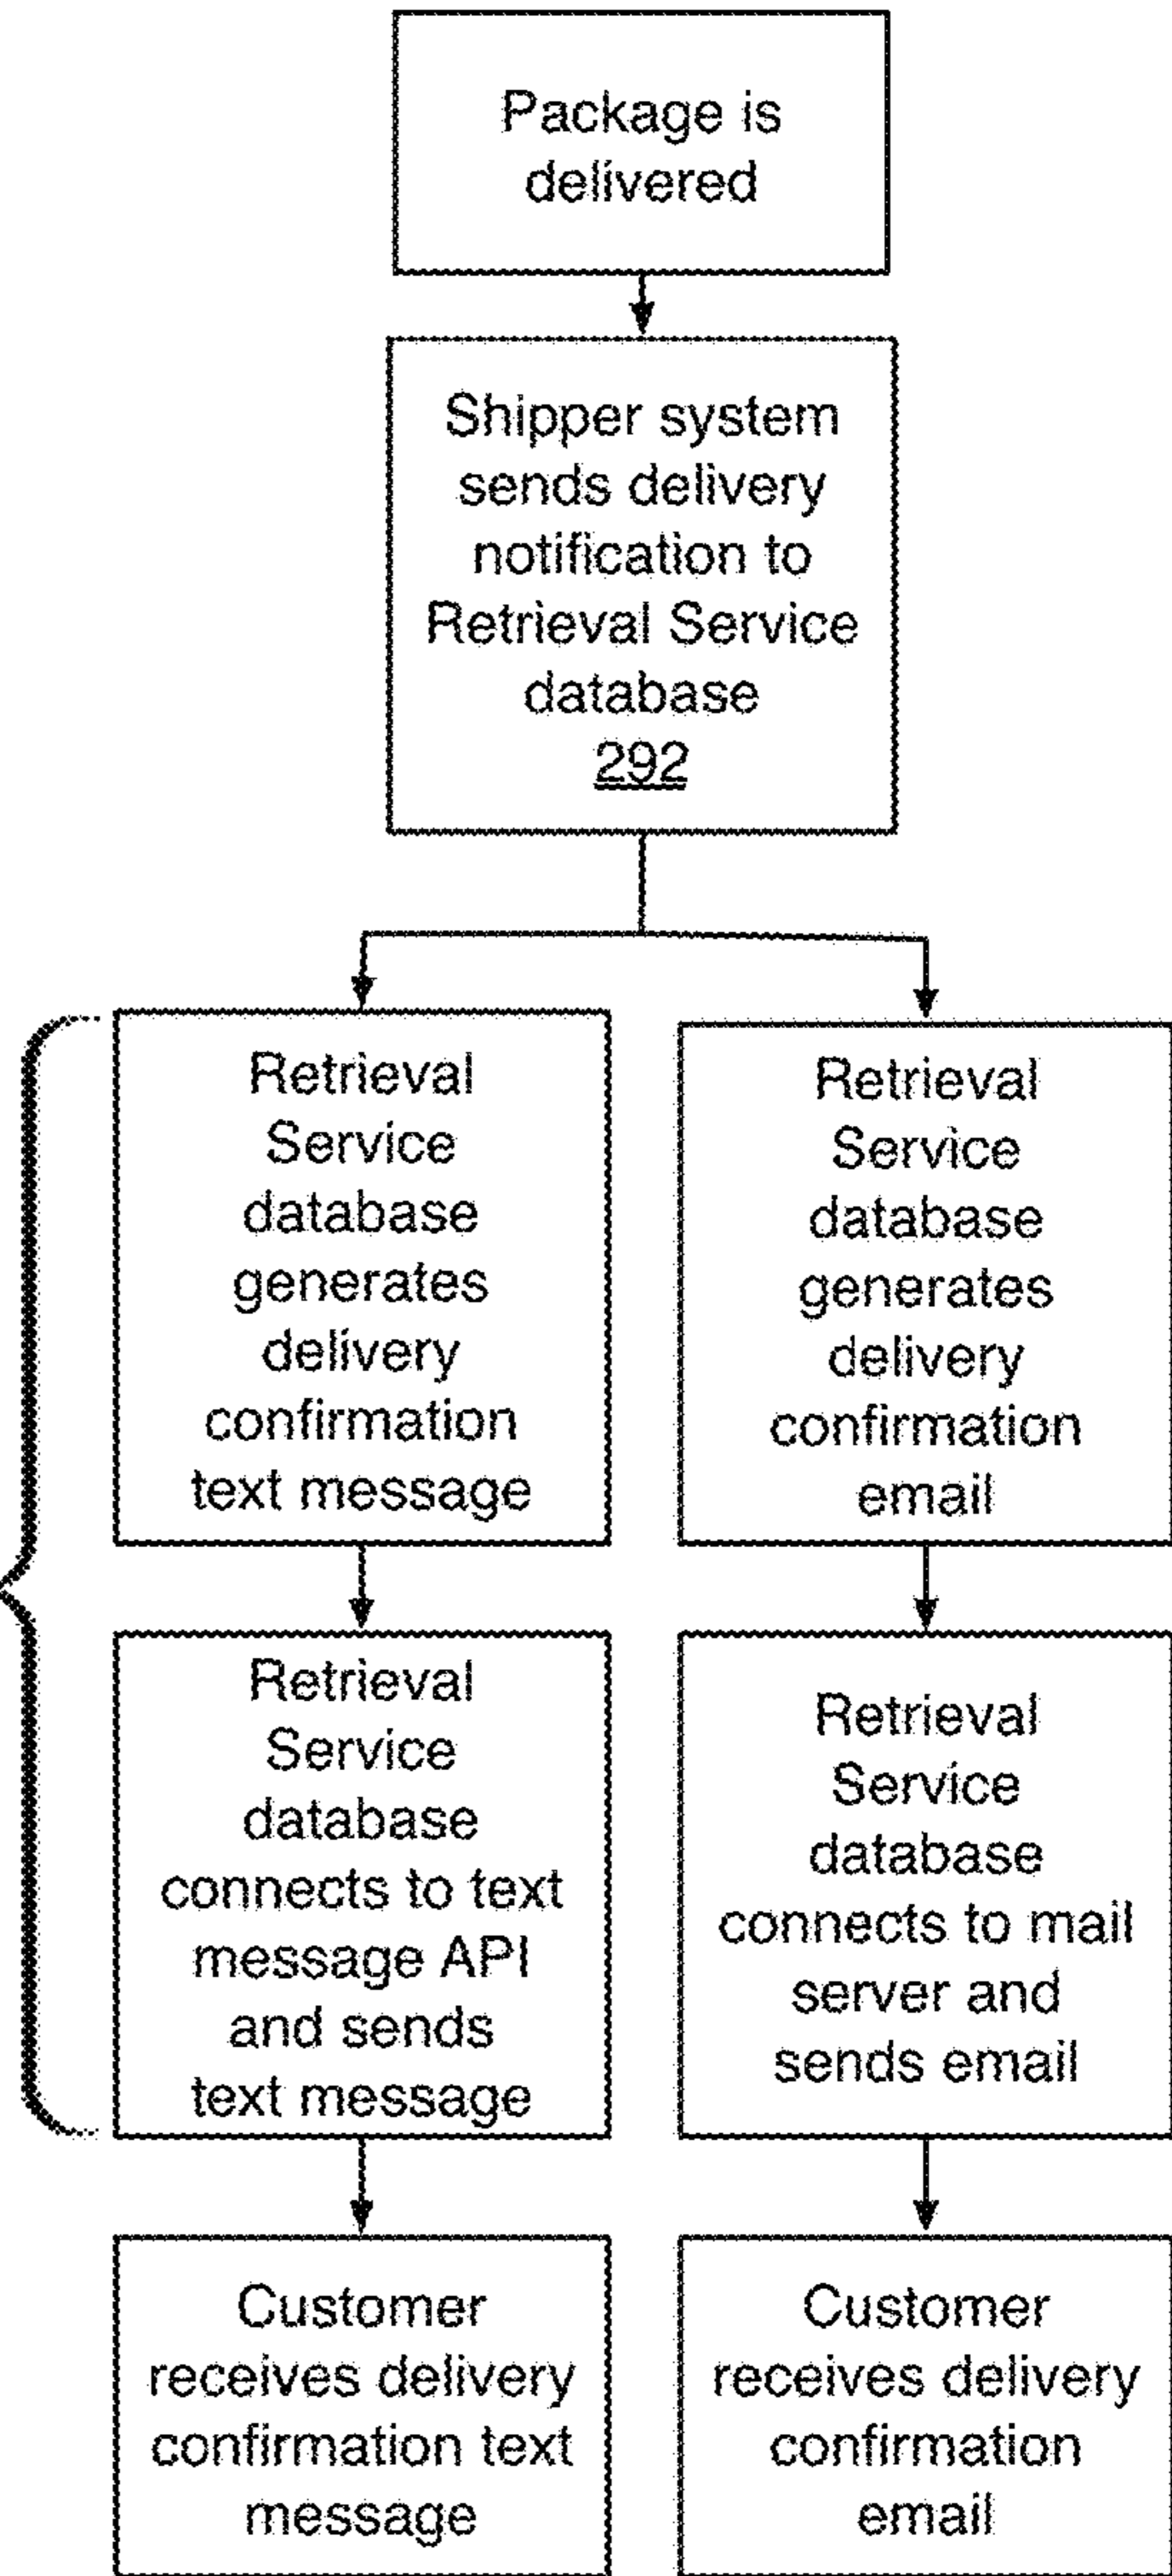 Package is
delivered
Shipper system
sends delivery
notification to
Retrieval Service
database
292
Retrieval
Service
database
generates
delivery
confirmation
text message
Retrieval
Service
database
generates
delivery
confirmation
email
Retrieval
Service
database
connects to text
message API
and sends
text message
Retrieval
Service
database
connects to mail
server and
sends email
Customer
receives delivery
confirmation text
message
Customer
receives delivery
confirmation
email